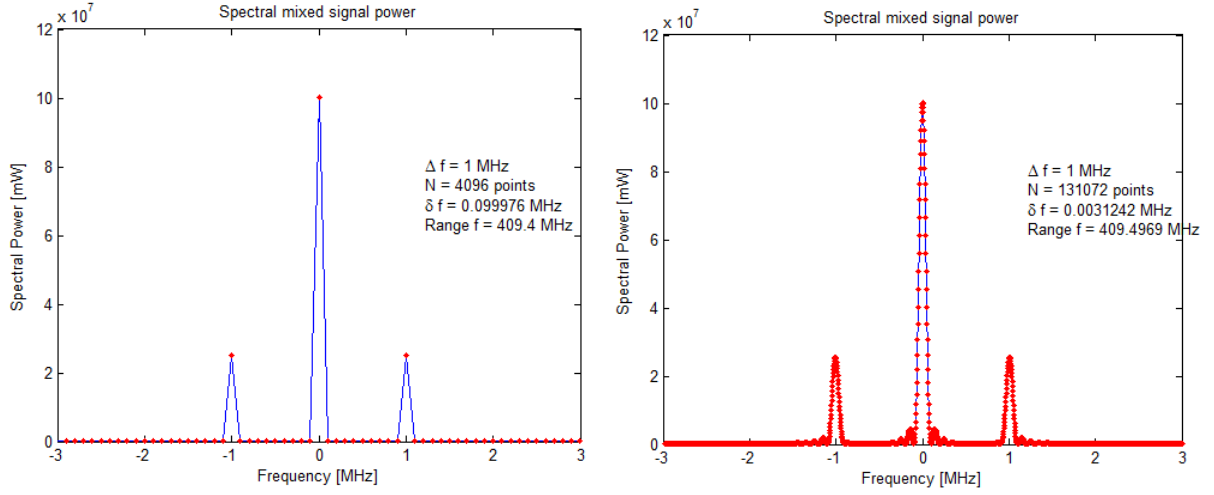 Spectral mixed signal power
x 10^7
12
10
8
6
4
2
0
Spectral Power [mW]
Δ f = 1 MHz
N = 4096 points
δ f = 0.099976 MHz
Range f = 409.4 MHz
-3 -2 -1 0 1 2 3
Frequency [MHz]
Spectral mixed signal power
x 10^7
12
10
8
6
4
2
0
Spectral Power [mW]
Δ f = 1 MHz
N = 131072 points
δ f = 0.0031242 MHz
Range f = 409.4969 MHz
-3 -2 -1 0 1 2 3
Frequency [MHz]